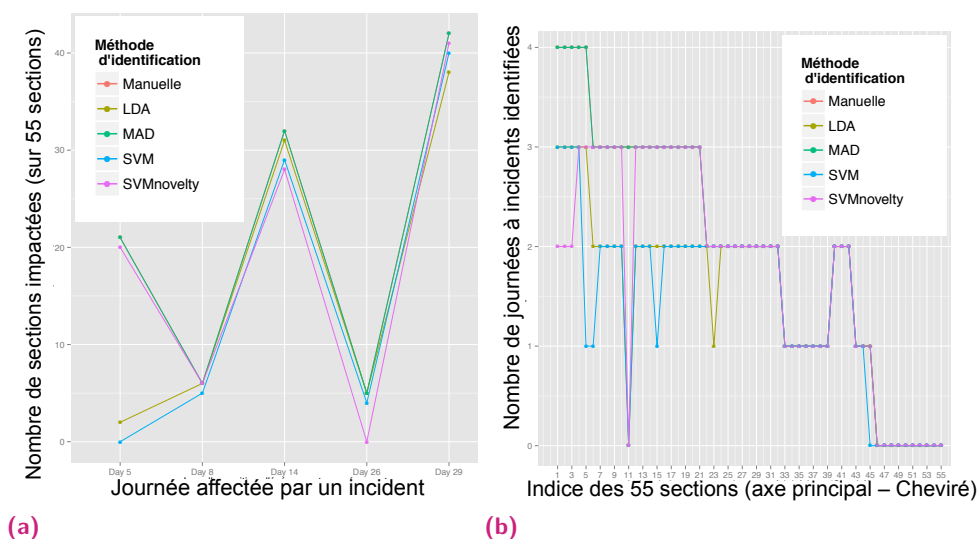 Nombre de sections impactées (sur 55 sections)
40
20
10
0
Méthode
d'identification
Manuelle
LDA
MAD
SVM
SVMnovelty
Day 5
Day 8
Day 14
Day 26
Day 29
Journée affectée par un incident
(a)
Nombre de journées à incidents identifiées
4
3
2
1
0
Méthode
d'identification
Manuelle
LDA
MAD
SVM
SVMnovelty
1 3 5 7 9 11 13 15 17 19 21 23 25 27 29 31 33 35 37 39 41 43 45 47 49 51 53 55
Indice des 55 sections (axe principal – Cheviré)
(b)